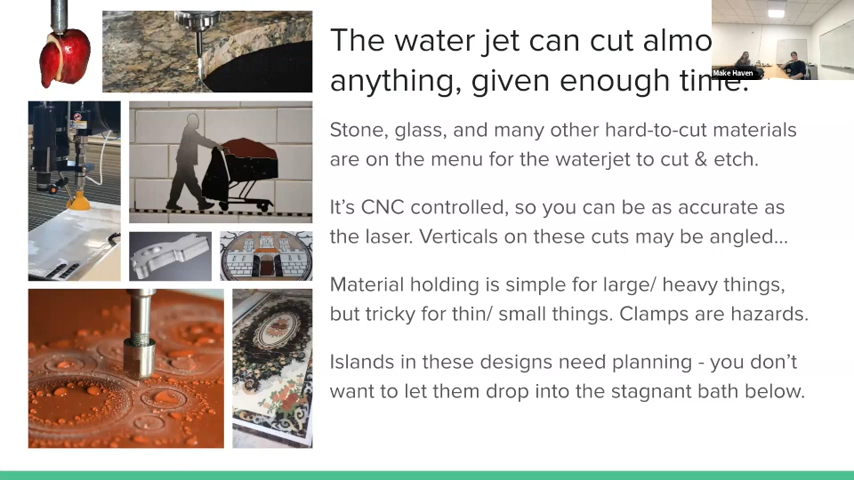 The water jet can cut almo
anything, given enough time.
Make Haven
Stone, glass, and many other hard-to-cut materials
are on the menu for the waterjet to cut & etch.
It’s CNC controlled, so you can be as accurate as
the laser. Verticals on these cuts may be angled...
Material holding is simple for large/ heavy things,
but tricky for thin/ small things. Clamps are hazards.
Islands in these designs need planning - you don’t
want to let them drop into the stagnant bath below.